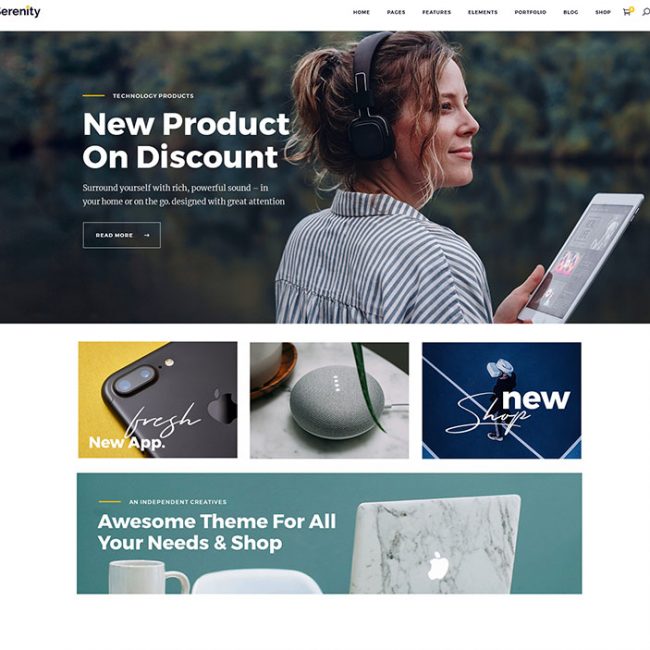 Serenity
HOME PAGES FEATURES ELEMENTS PORTFOLIO BLOG SHOP
TECHNOLOGY PRODUCTS
New Product
On Discount
Surround yourself with rich, powerful sound – in
your home or on the go. designed with great attention
READ MORE →
fresh
New App.
new
Shop
AN INDEPENDENT CREATIVES
Awesome Theme For All
Your Needs & Shop